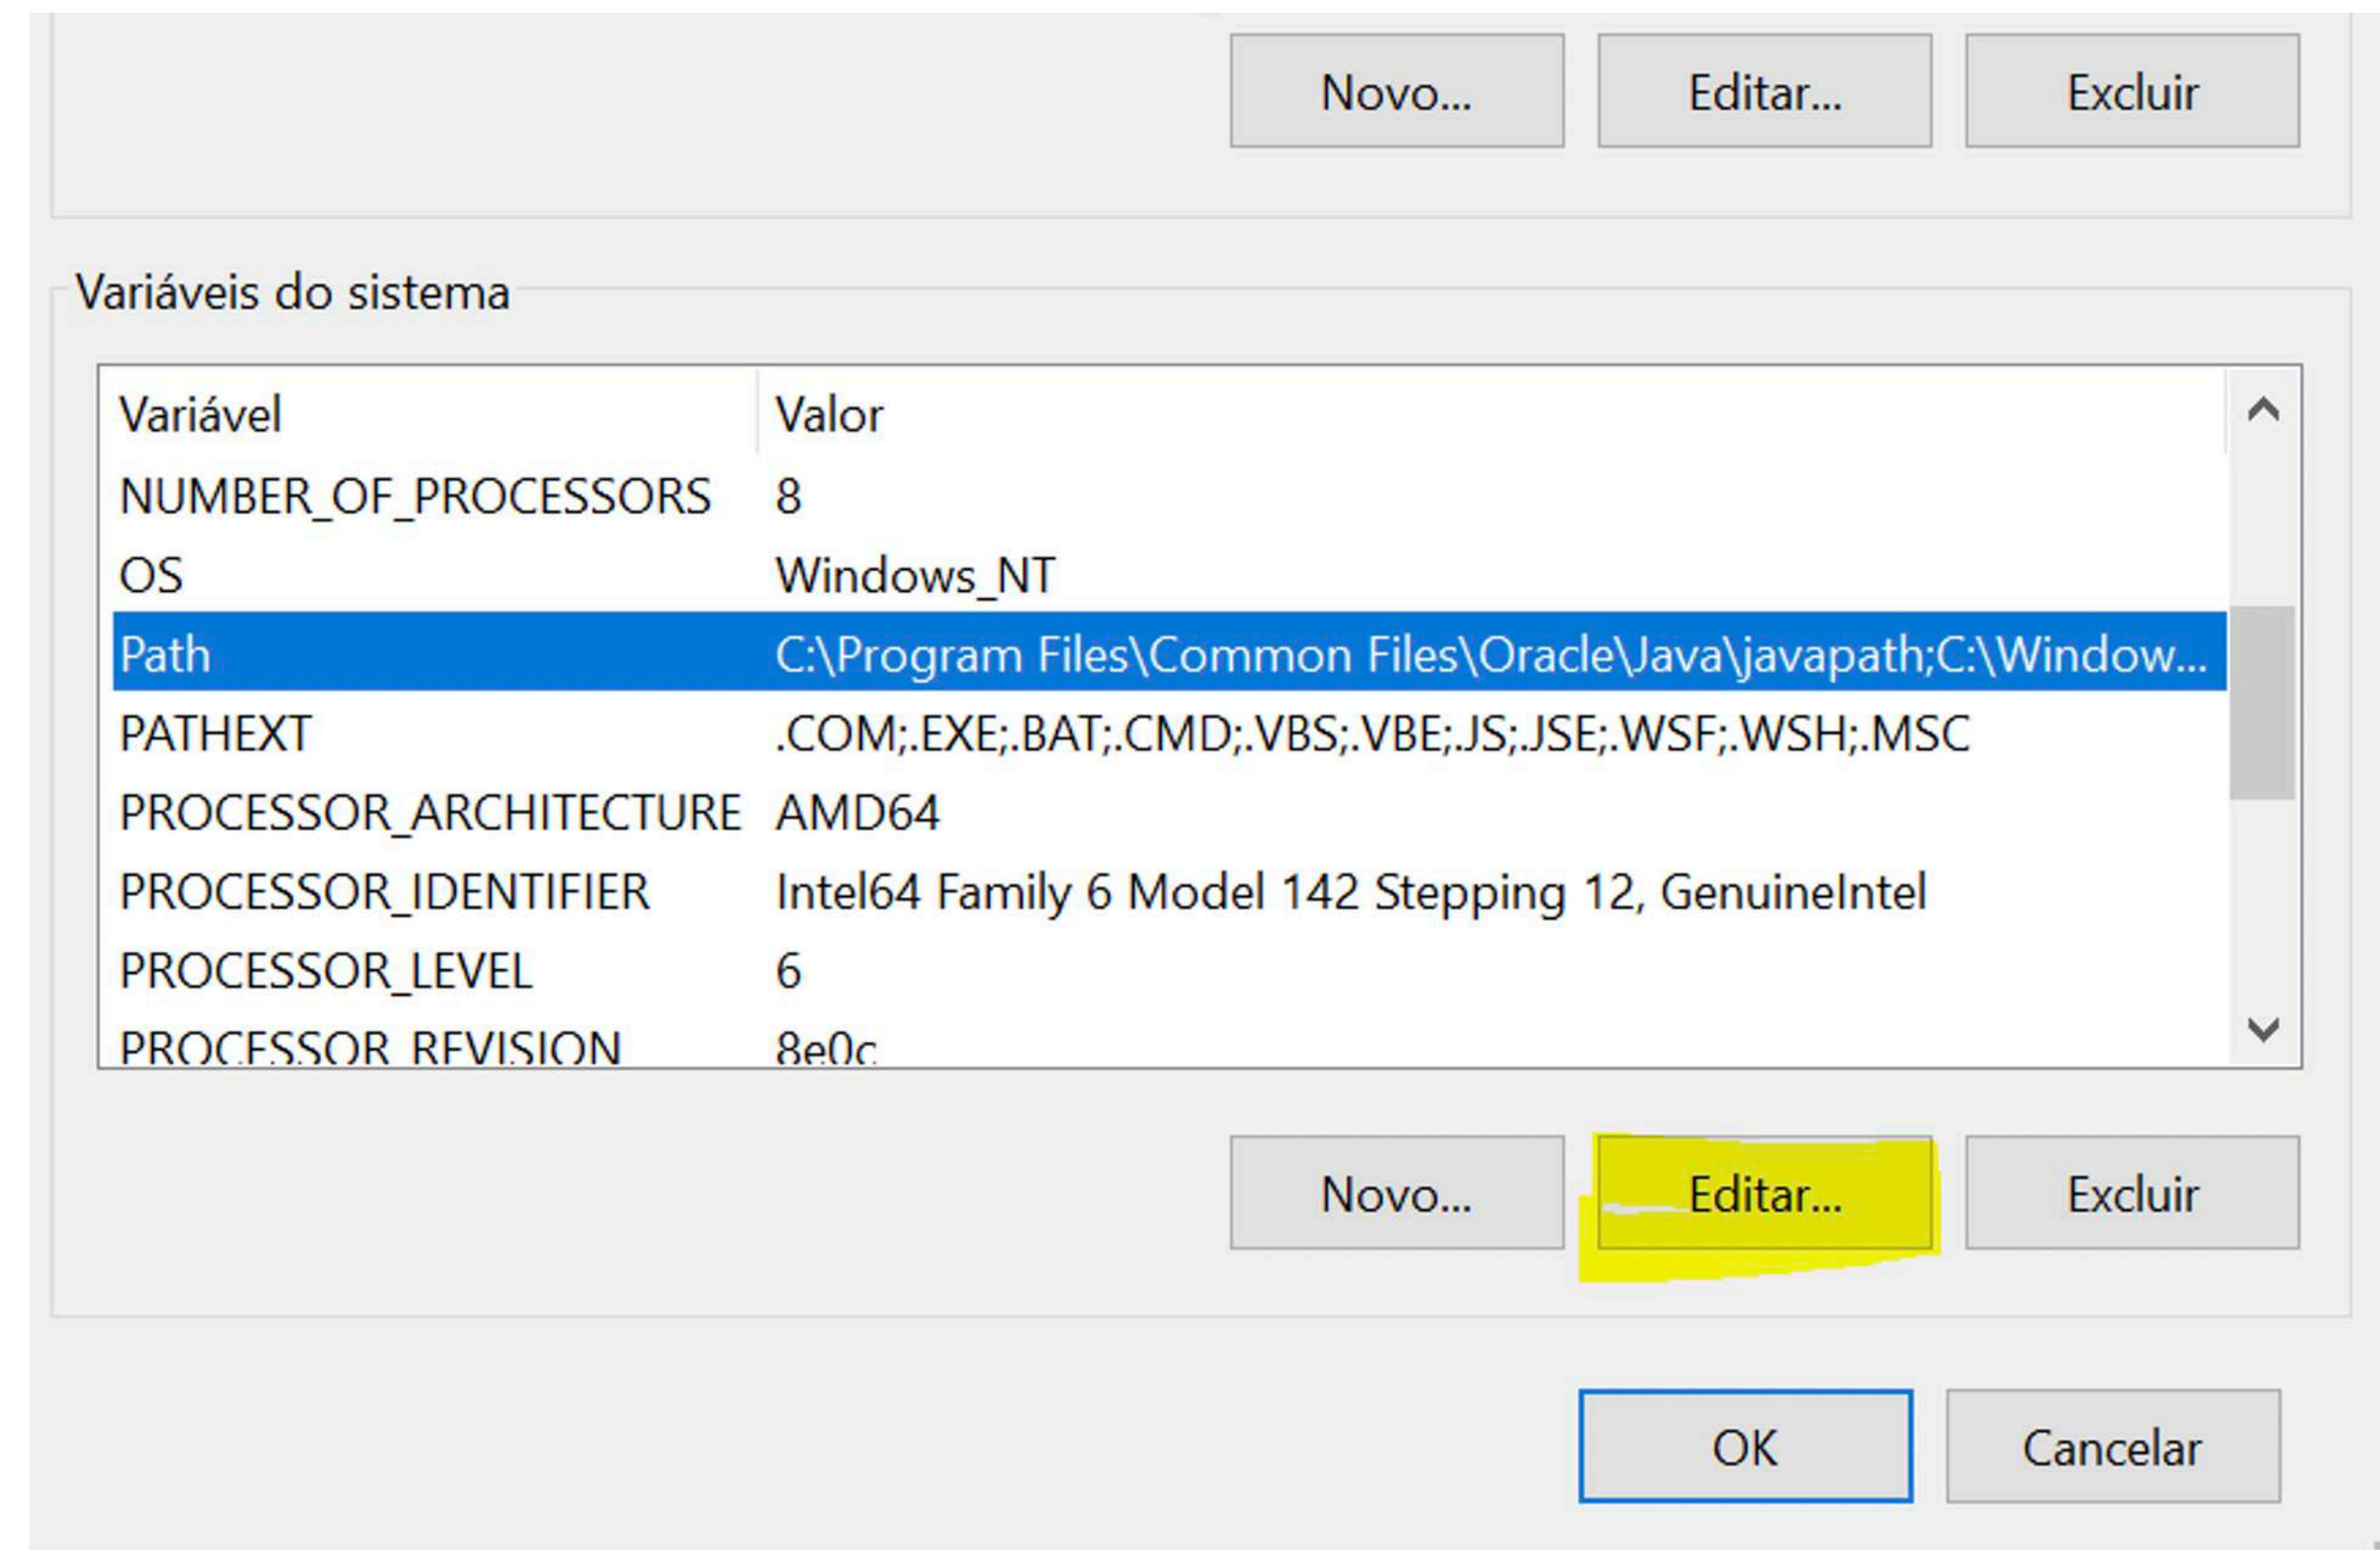 Novo... Editar... Excluir
Variáveis do sistema
Variável Valor
NUMBER_OF_PROCESSORS 8
OS Windows_NT
Path C:\Program Files\Common Files\Oracle\Java\javapath;C:\Window...
PATHEXT .COM;.EXE;.BAT;.CMD;.VBS;.VBE;.JS;.JSE;.WSF;.WSH;.MSC
PROCESSOR_ARCHITECTURE AMD64
PROCESSOR_IDENTIFIER Intel64 Family 6 Model 142 Stepping 12, GenuineIntel
PROCESSOR_LEVEL 6
PROCESSOR_REVISION 8e0c
Novo... Editar... Excluir
OK Cancelar